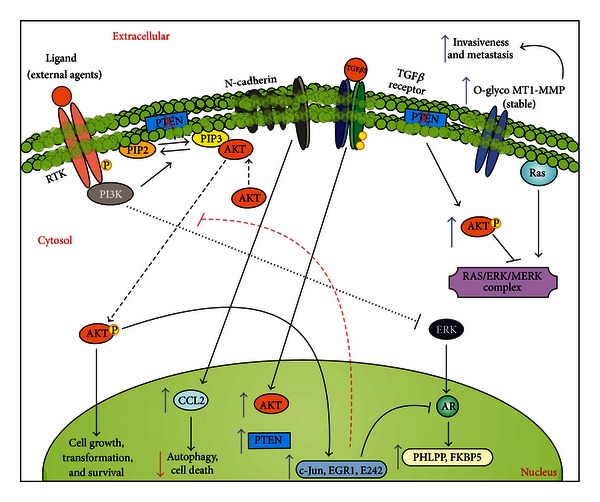 Extracellular
Ligand
(external agents)
N-cadherin
TGFβ
TGFβ
receptor
Invasiveness
and metastasis
O-glyco MT1-MMP
(stable)
PTEN
PTEN
PIP2
PIP3
AKT
P
RTK
PI3K
AKT
Ras
AKT
P
Cytosol
RAS/ERK/MERK
complex
AKT
P
ERK
CCL2
AKT
AR
PTEN
Cell growth,
transformation,
and survival
Autophagy,
cell death
c-Jun, EGR1, E242
PHLPP, FKBP5
Nucleus